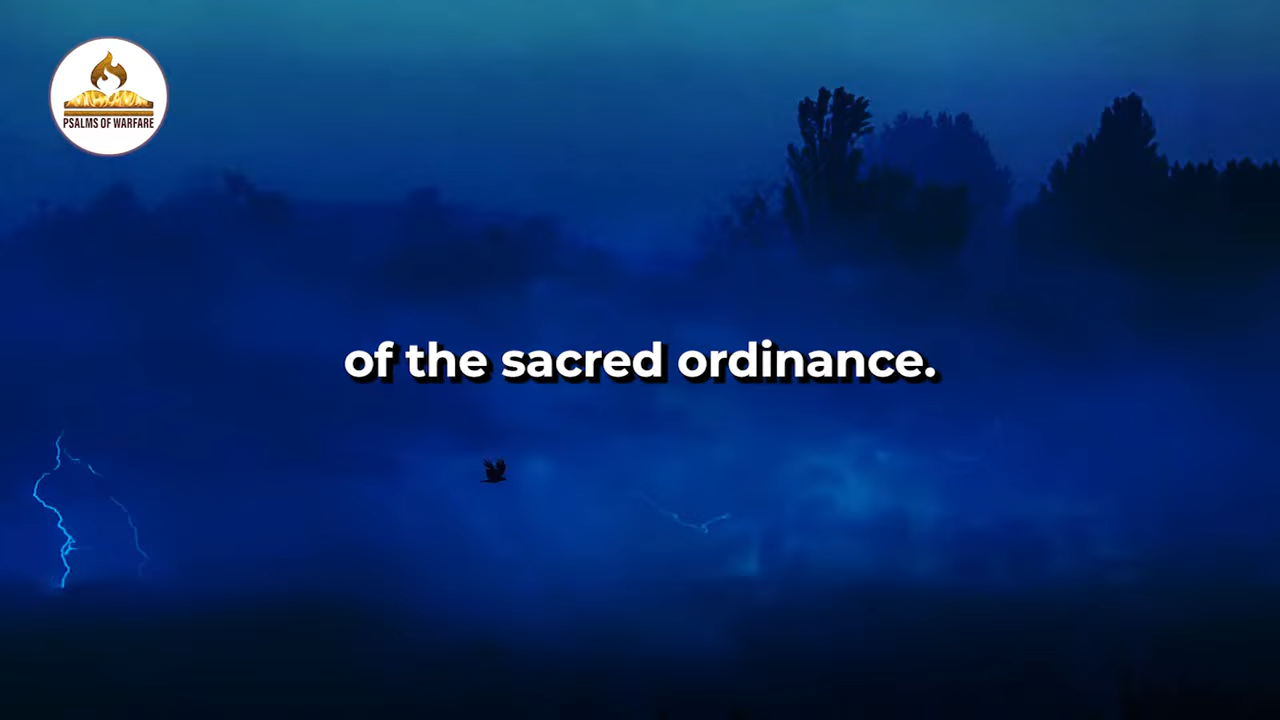 PSALMS OF WARFARE
of the sacred ordinance.